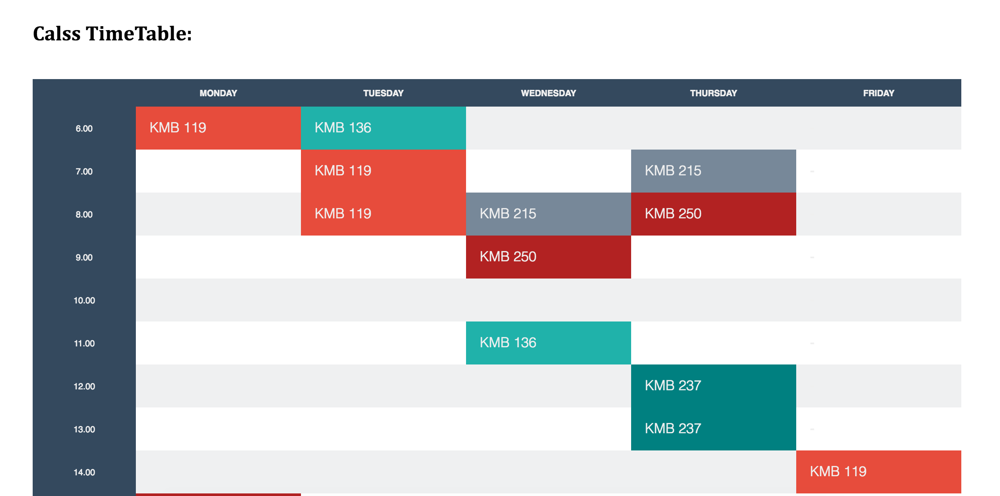 Calss TimeTable:
MONDAY TUESDAY WEDNESDAY THURSDAY FRIDAY
6.00 KMB 119 KMB 136
7.00 KMB 119 KMB 215 -
8.00 KMB 119 KMB 215 KMB 250
9.00 KMB 250 -
10.00
11.00 KMB 136 -
12.00 KMB 237
13.00 KMB 237 -
14.00 KMB 119